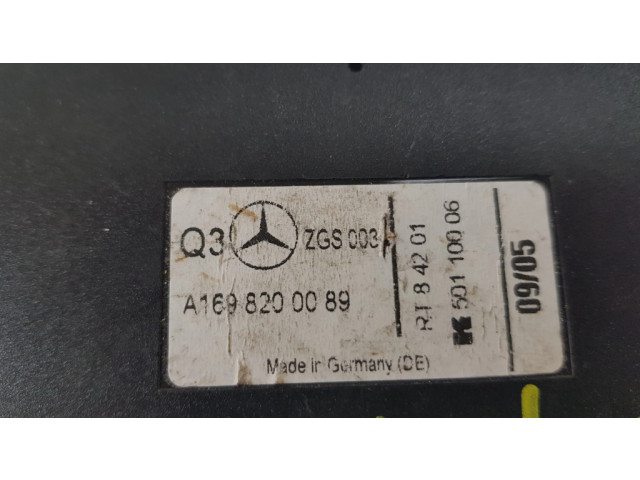 Q3 ZGS 003
A169 820 00 89
Made in Germany (DE)
R.T 8 42 01
K 501 100 06
09/05